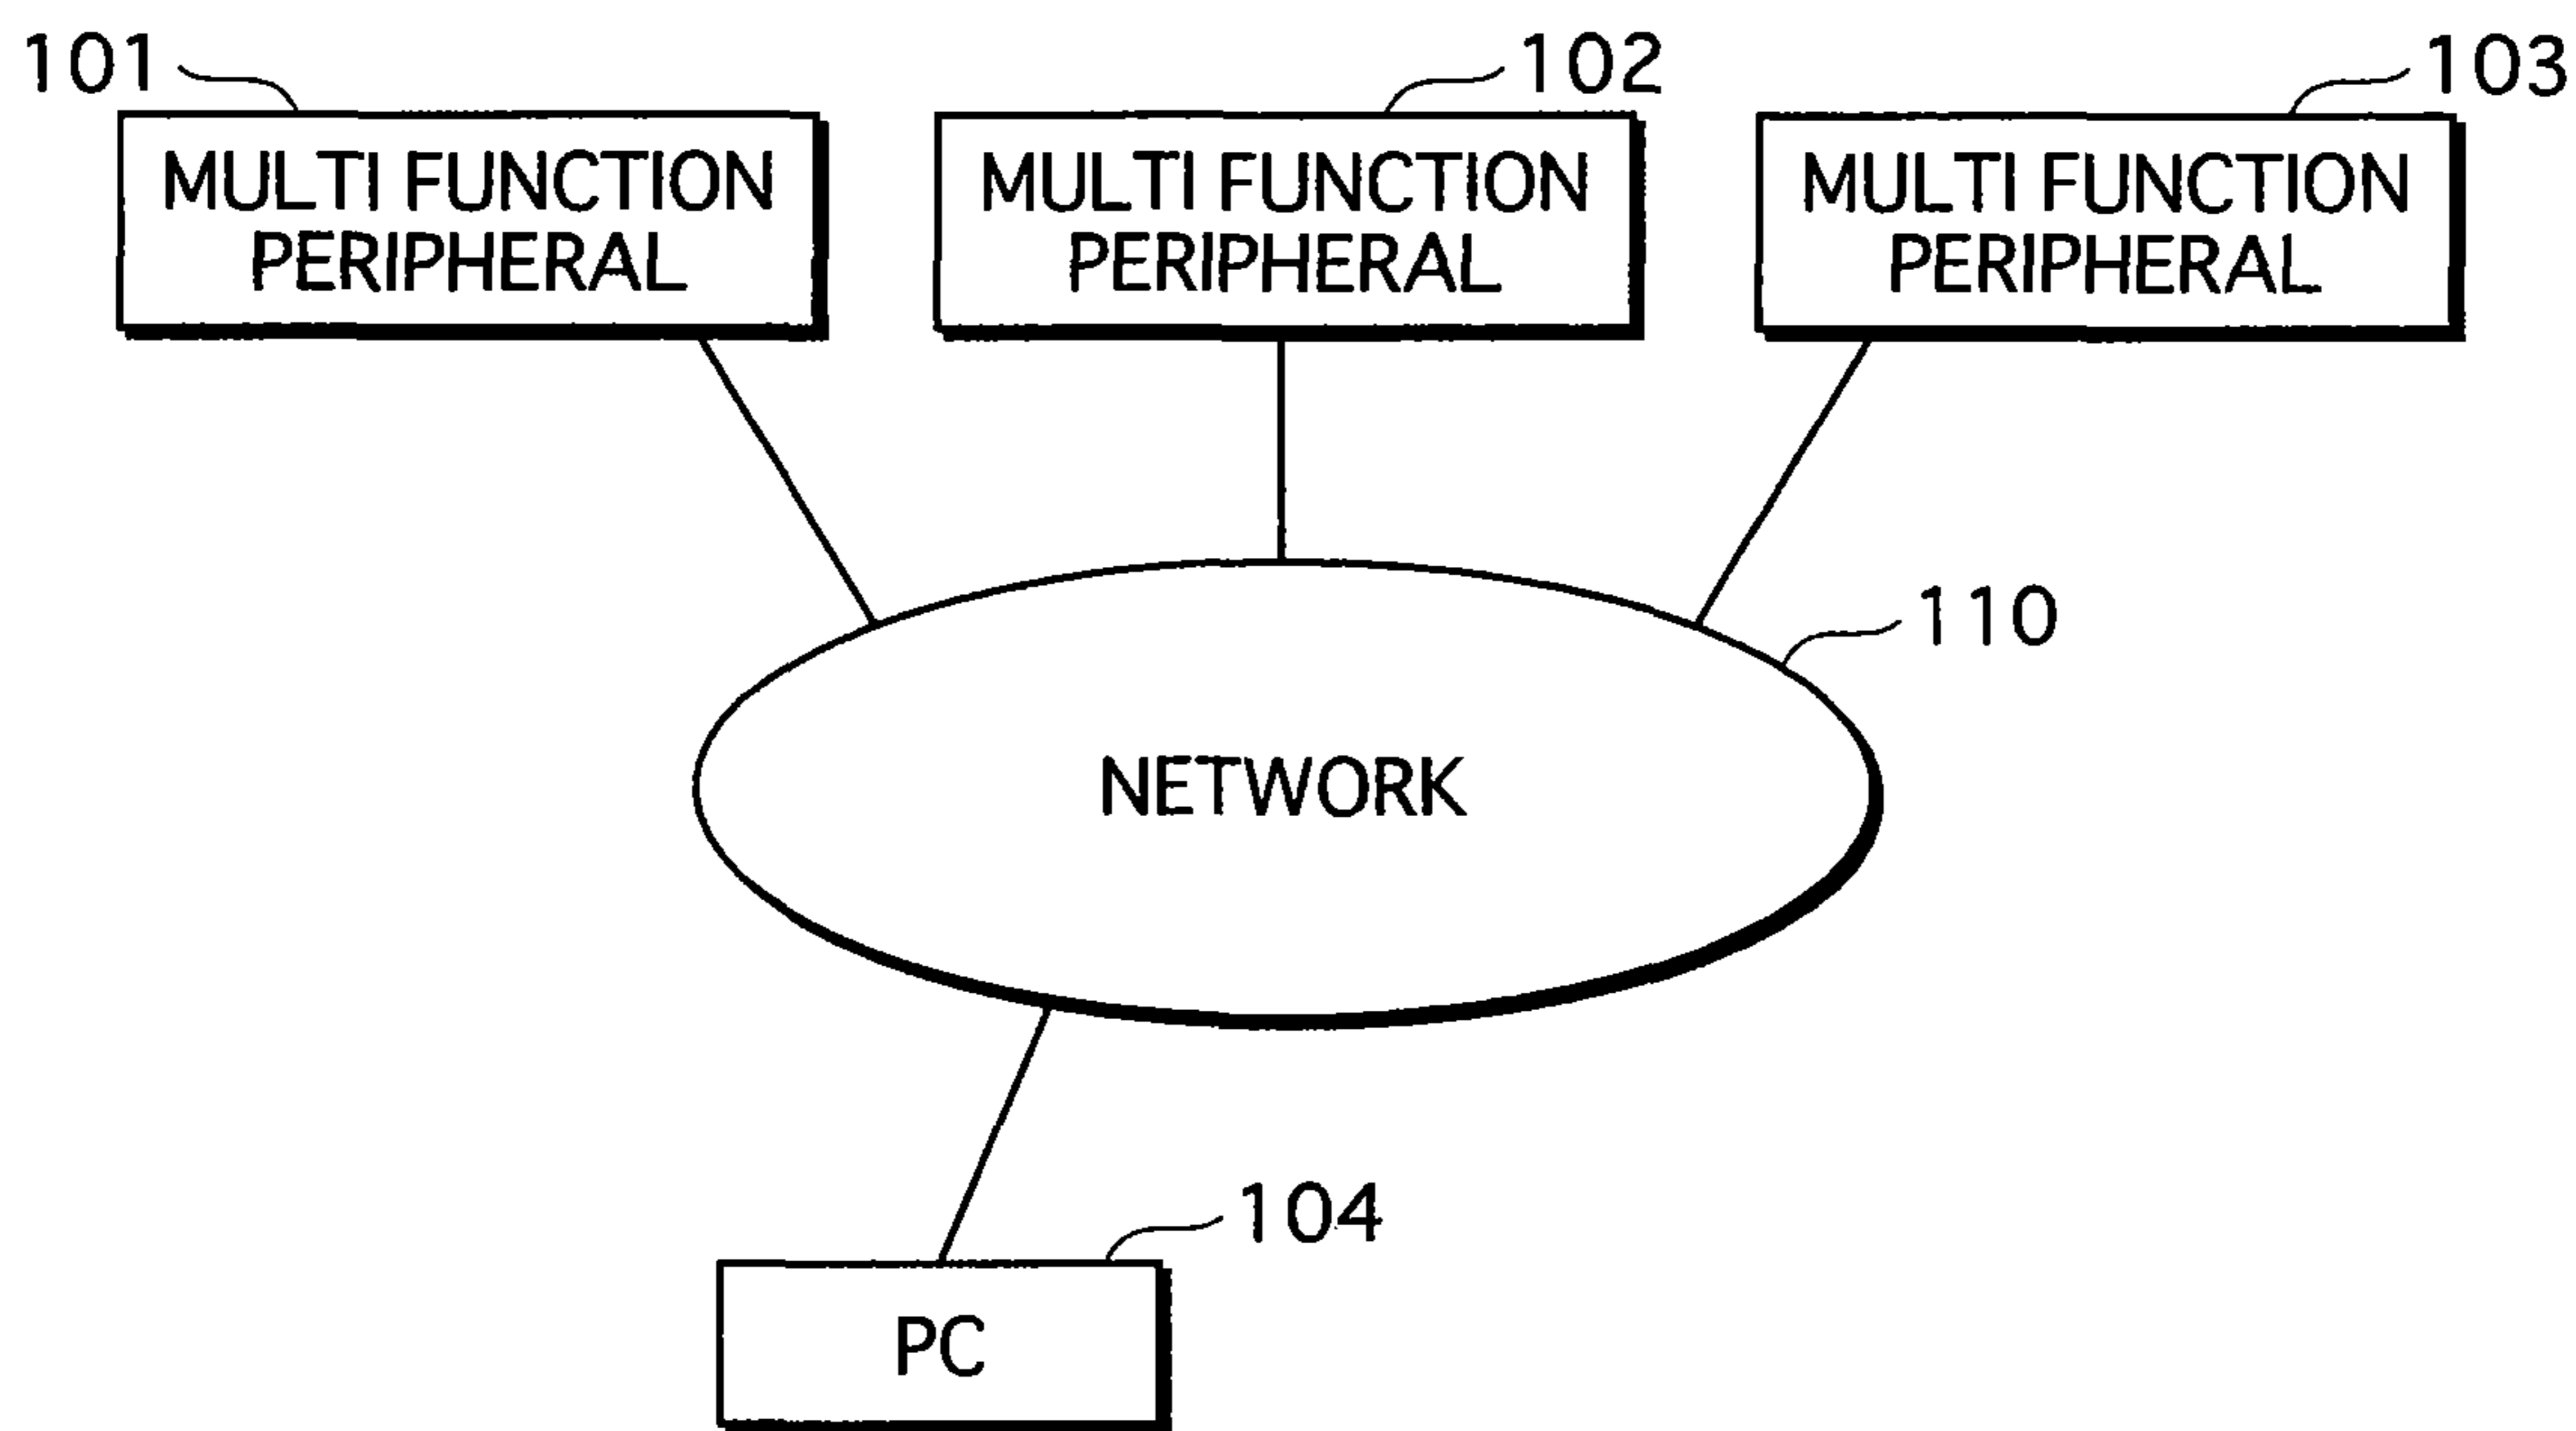 101
102
103
MULTI FUNCTION
PERIPHERAL
MULTI FUNCTION
PERIPHERAL
MULTI FUNCTION
PERIPHERAL
110
NETWORK
104
PC